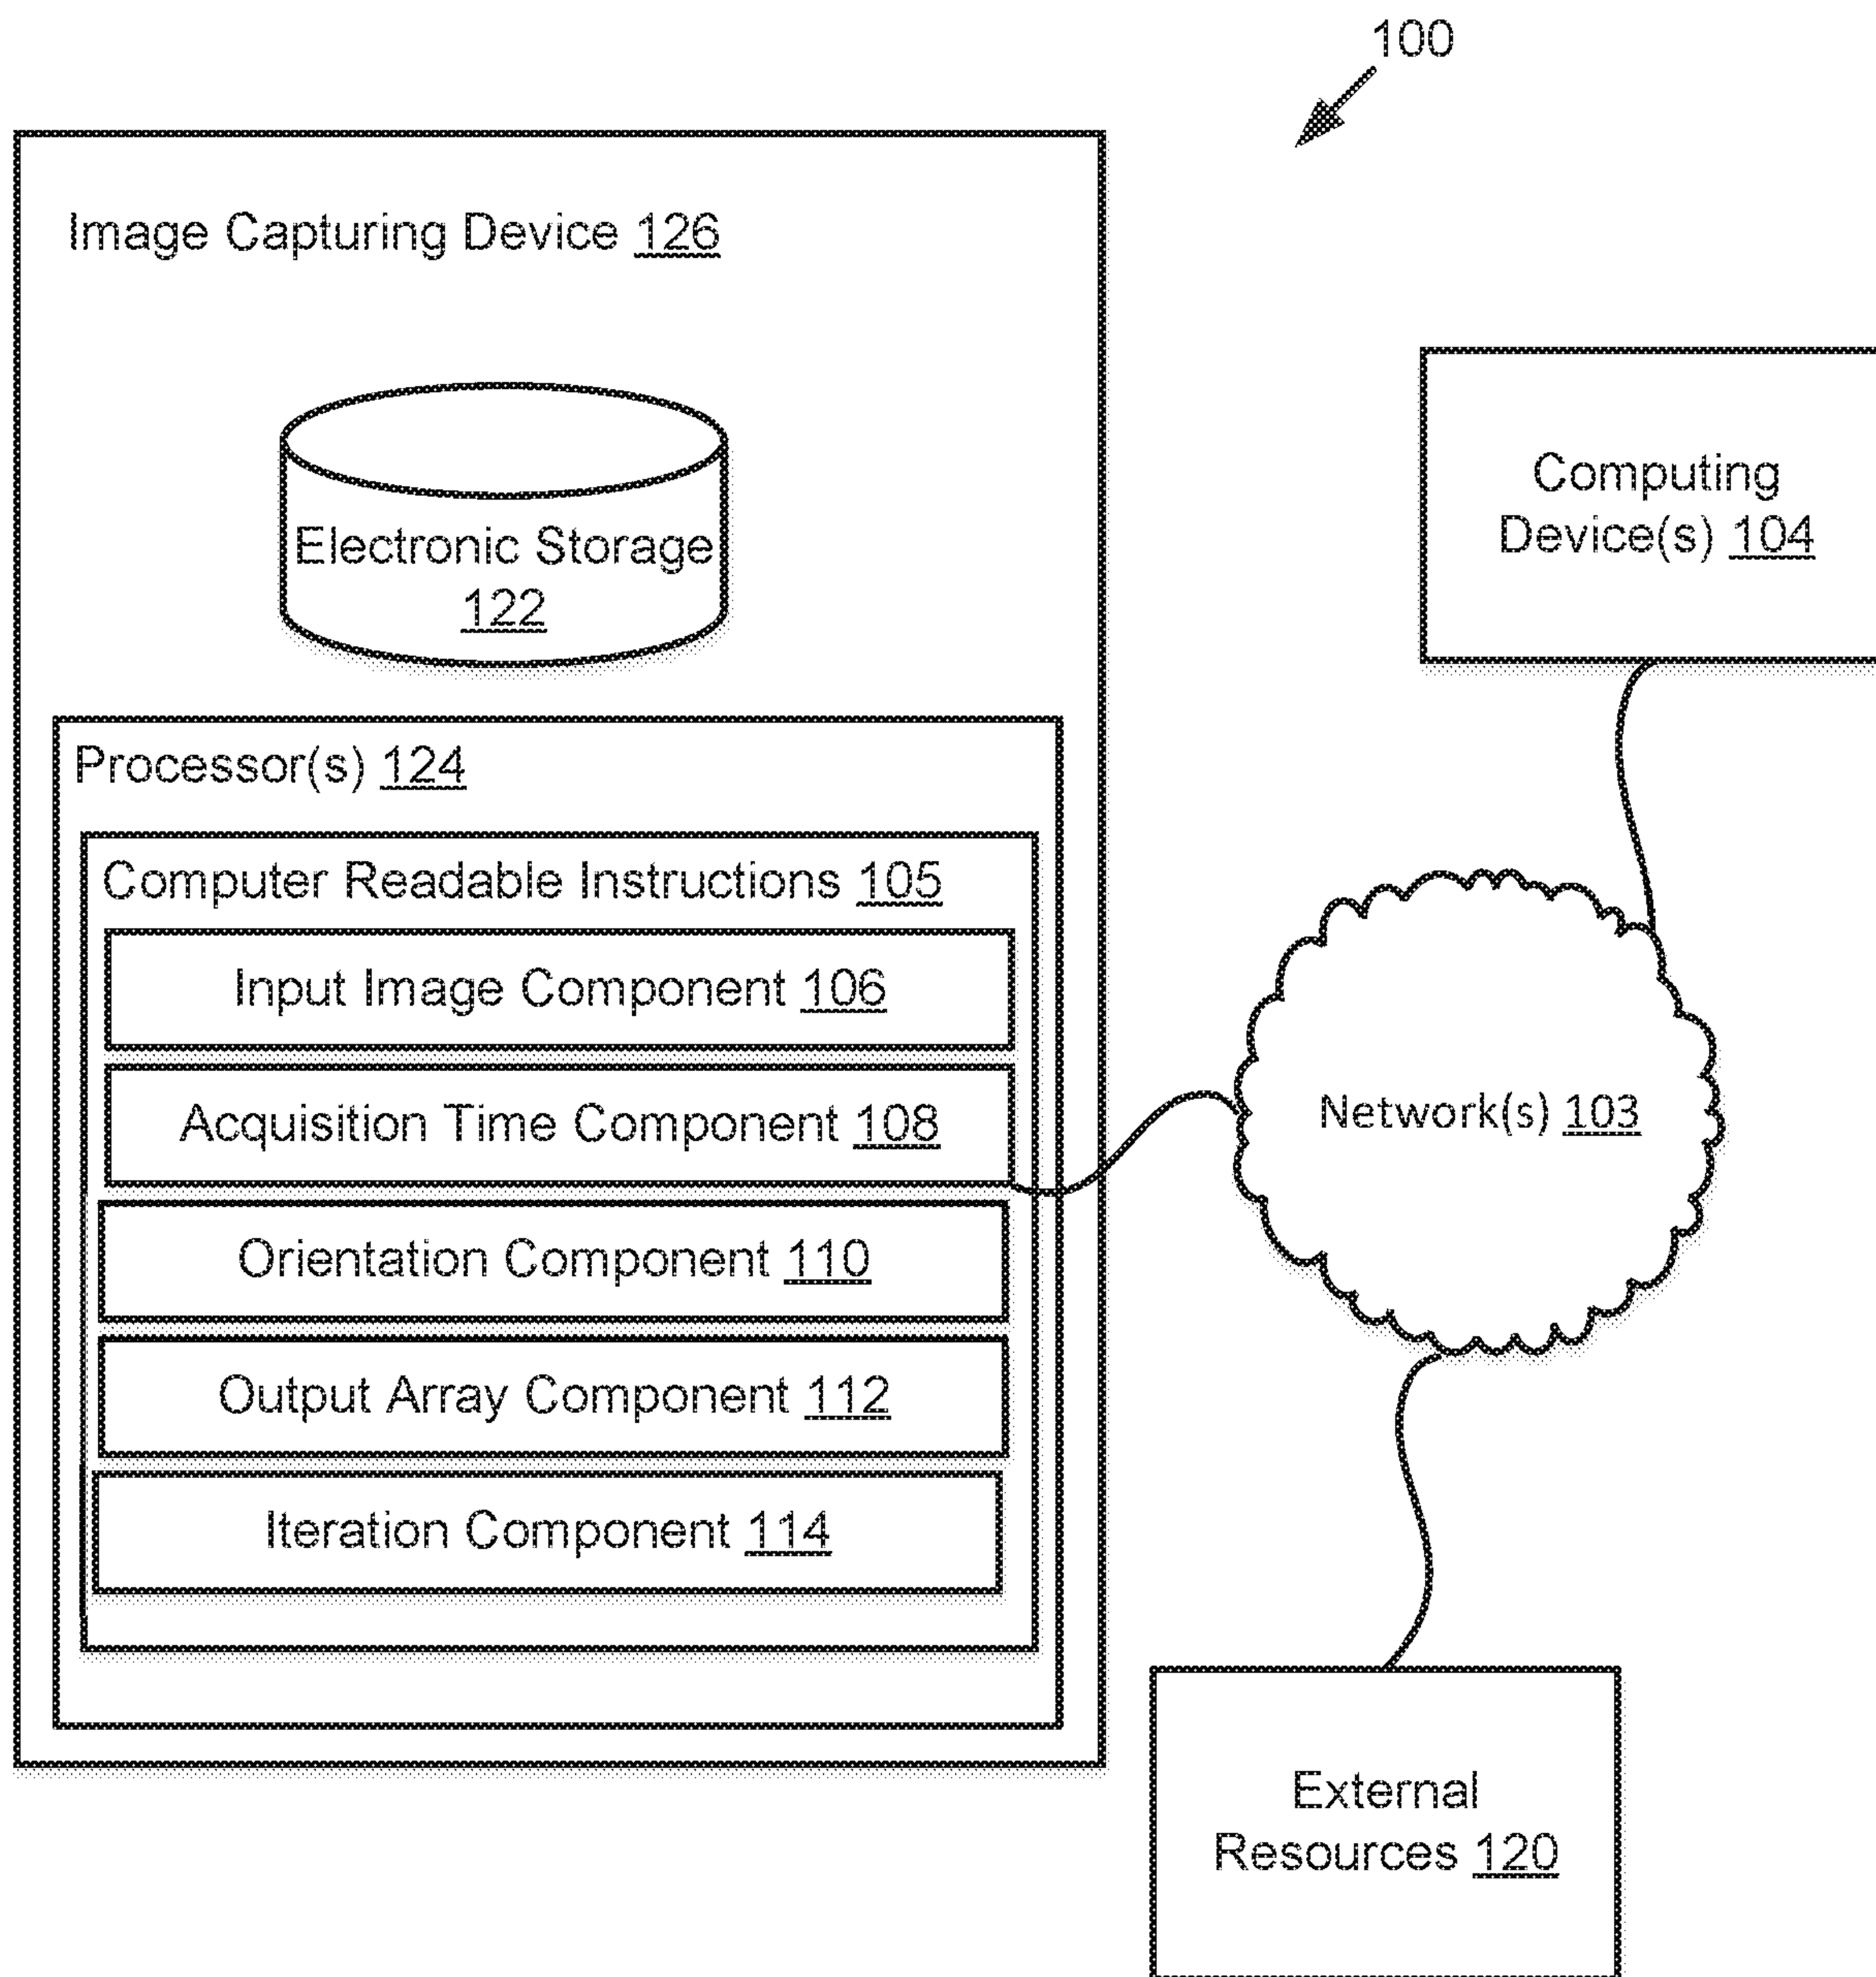 100
Image Capturing Device 126
Electronic Storage
122
Computing
Device(s) 104
Processor(s) 124
Computer Readable Instructions 105
Input Image Component 106
Acquisition Time Component 108
Network(s) 103
Orientation Component 110
Output Array Component 112
Iteration Component 114
External
Resources 120